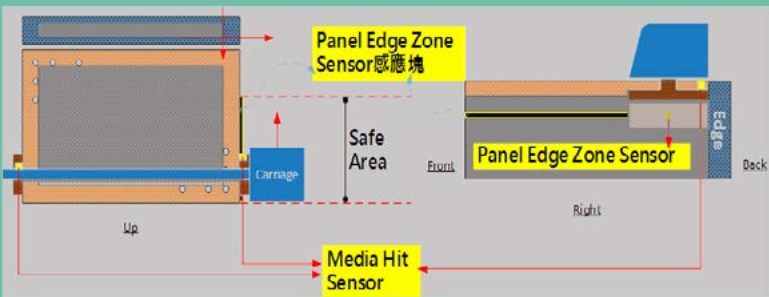 Panel Edge Zone
Sensor感應塊
Safe
Area
Carnage
Up
Media Hit
Sensor
Front
Panel Edge Zone Sensor
Edge
Back
Right